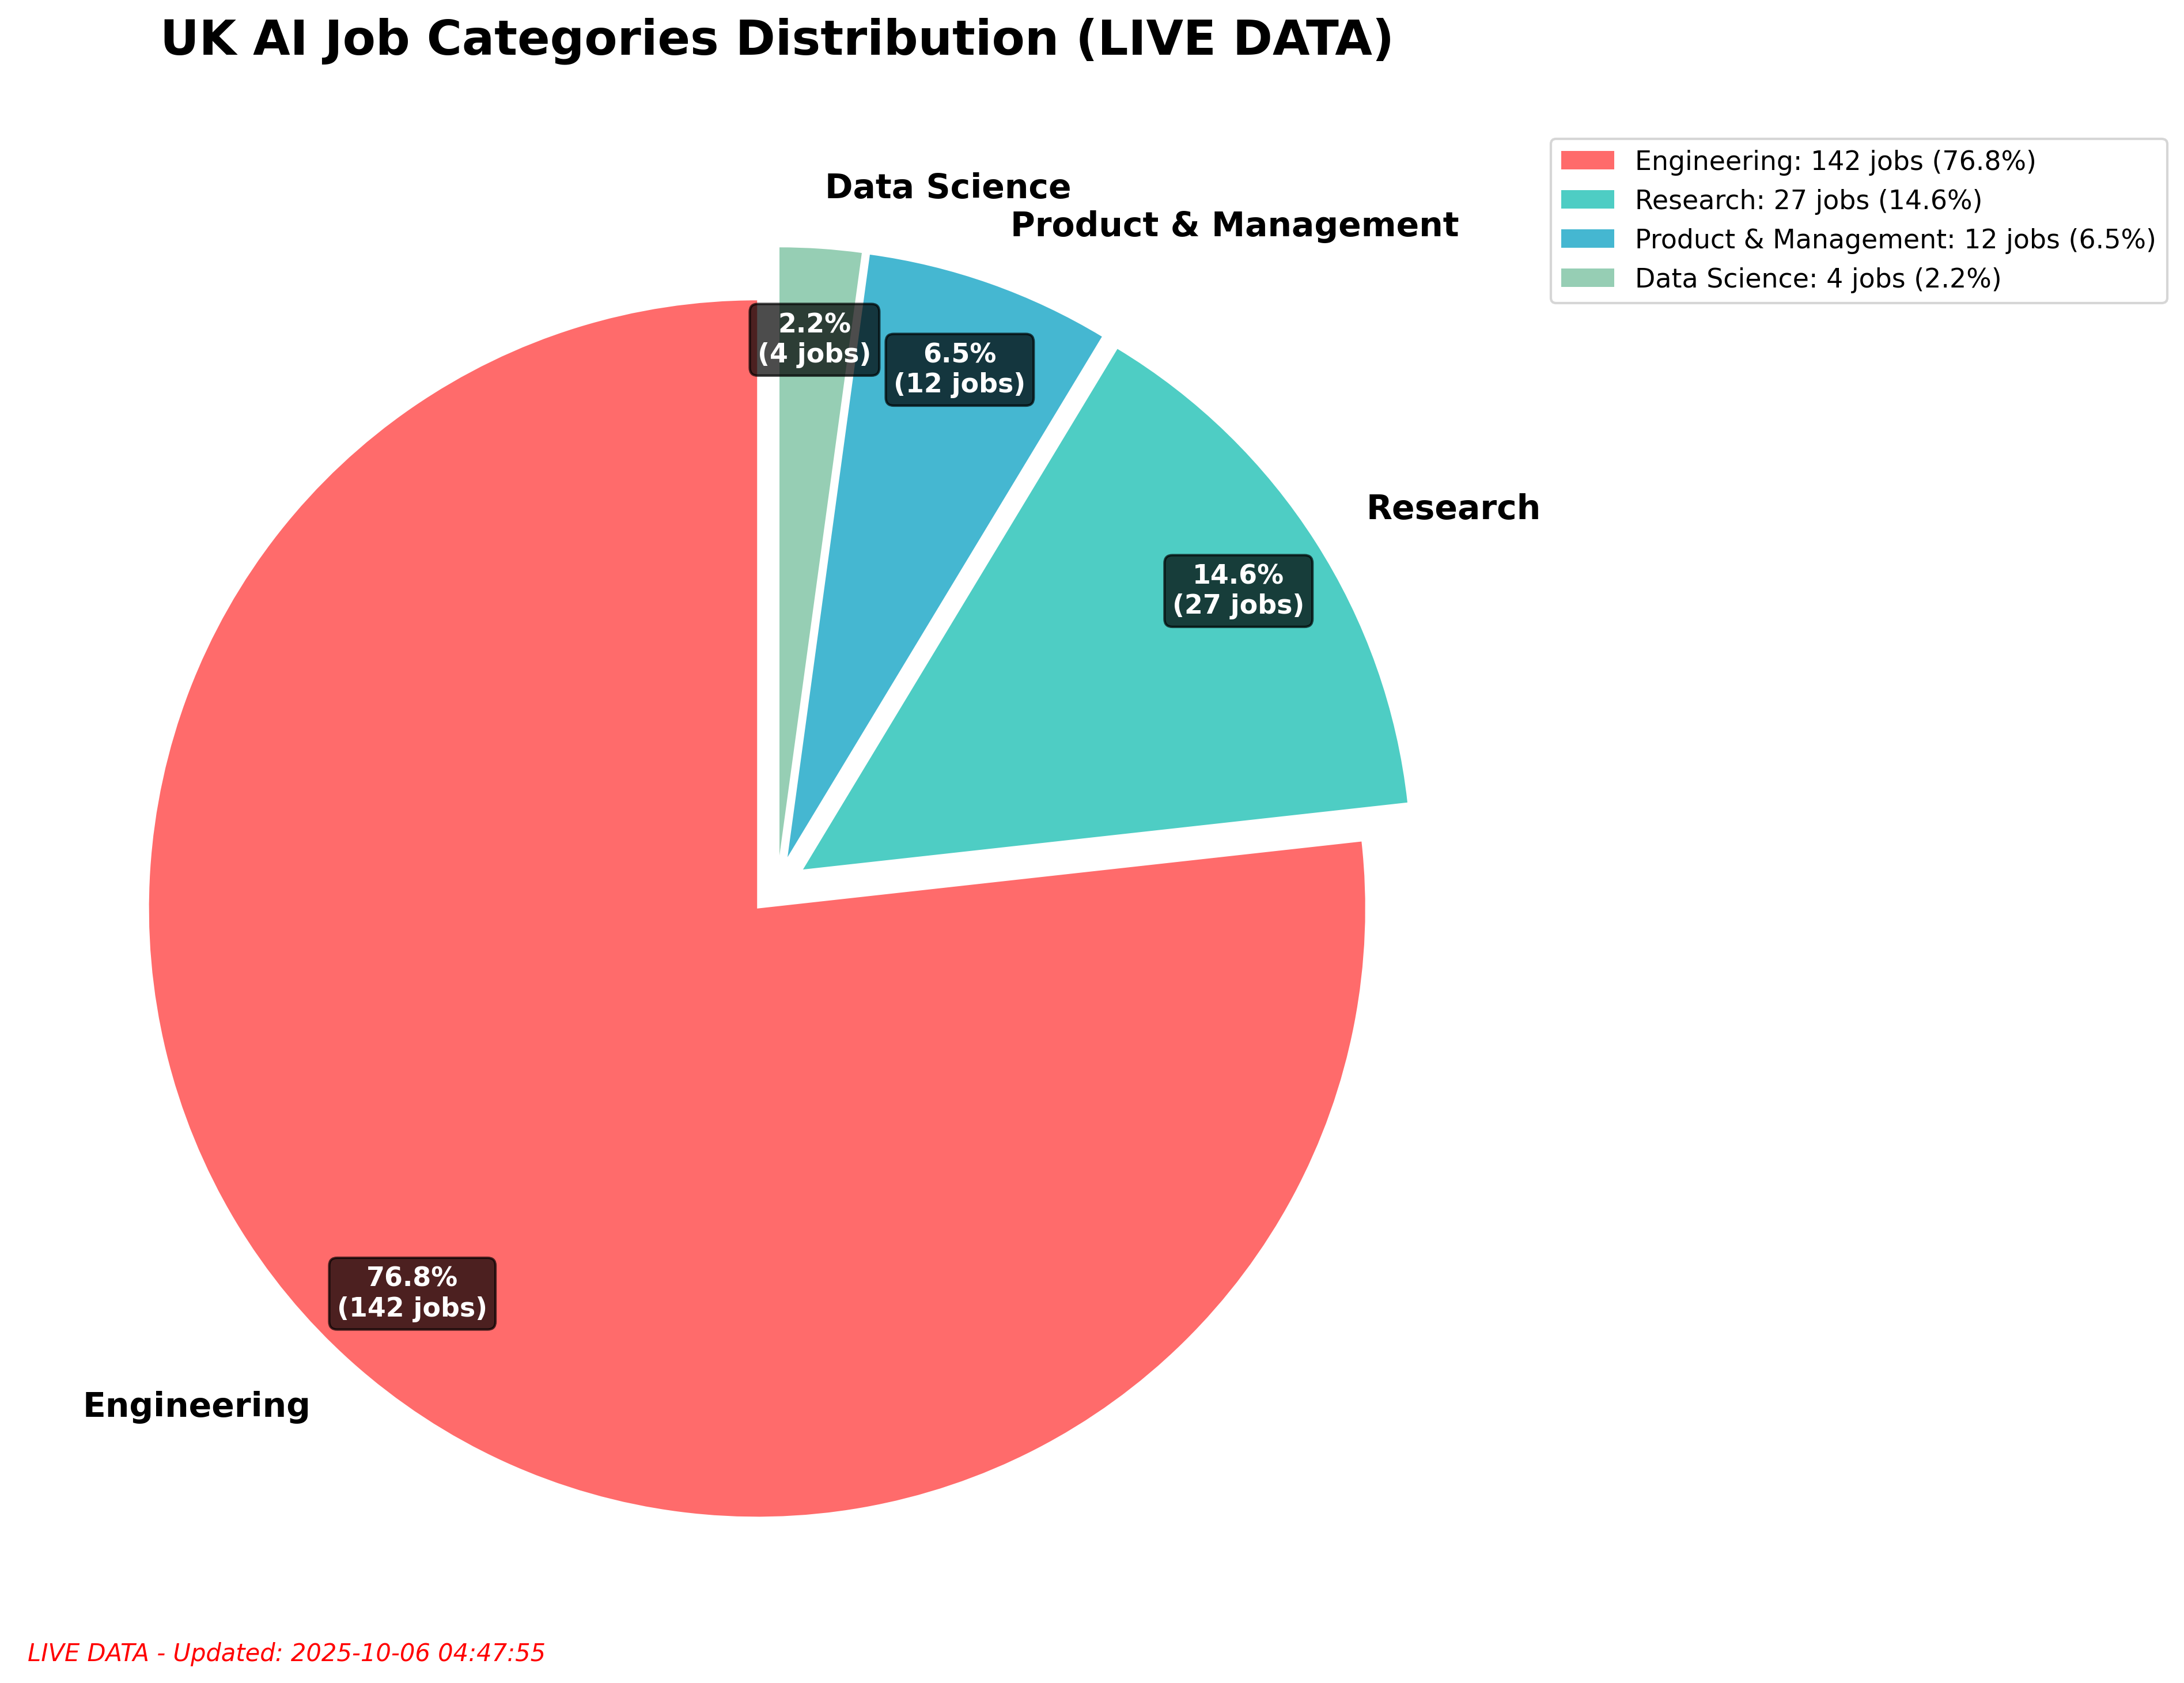 UK AI Job Categories Distribution (LIVE DATA)
Engineering: 142 jobs (76.8%)
Research: 27 jobs (14.6%)
Product & Management: 12 jobs (6.5%)
Data Science: 4 jobs (2.2%)
Data Science
Product & Management
2.2%
(4 jobs)
6.5%
(12 jobs)
Research
14.6%
(27 jobs)
76.8%
(142 jobs)
Engineering
LIVE DATA - Updated: 2025-10-06 04:47:55